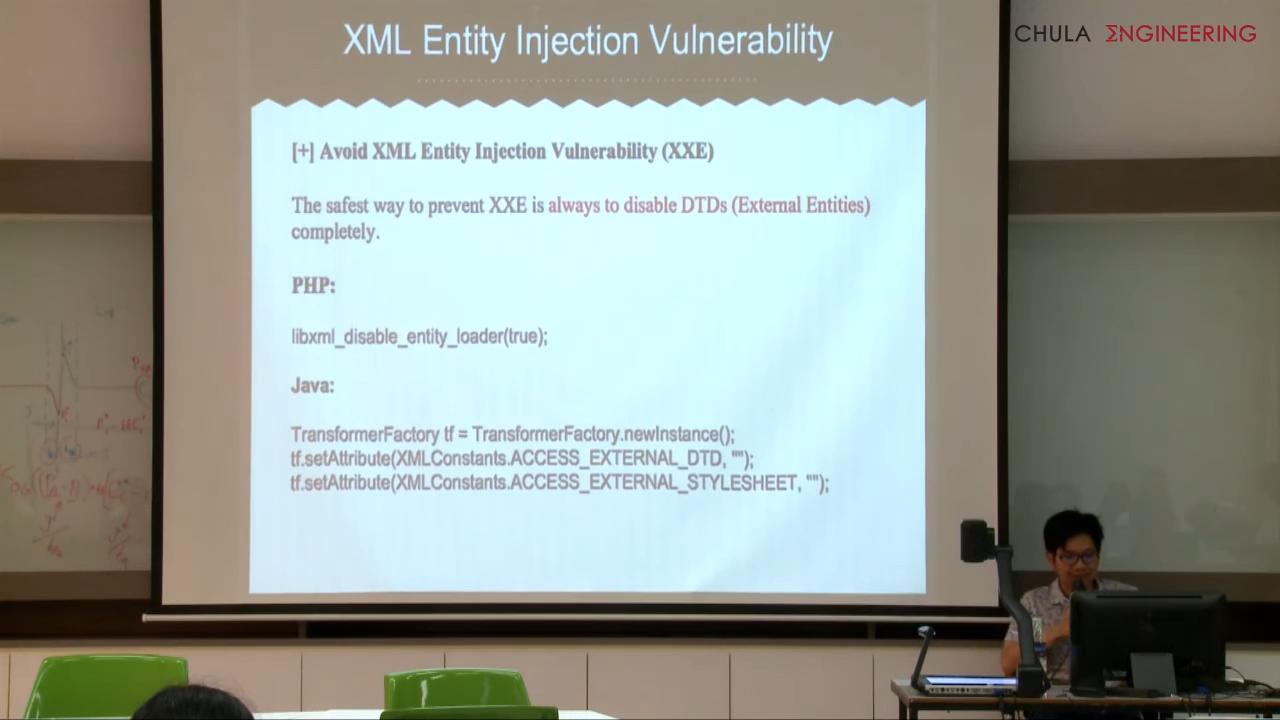 XML Entity Injection Vulnerability
CHULA ΣNGINEERING
[+] Avoid XML Entity Injection Vulnerability (XXE)
The safest way to prevent XXE is always to disable DTDs (External Entities)
completely.
PHP:
libxml_disable_entity_loader(true);
Java:
TransformerFactory tf = TransformerFactory.newInstance();
tf.setAttribute(XMLConstants.ACCESS_EXTERNAL_DTD, "");
tf.setAttribute(XMLConstants.ACCESS_EXTERNAL_STYLESHEET, "");